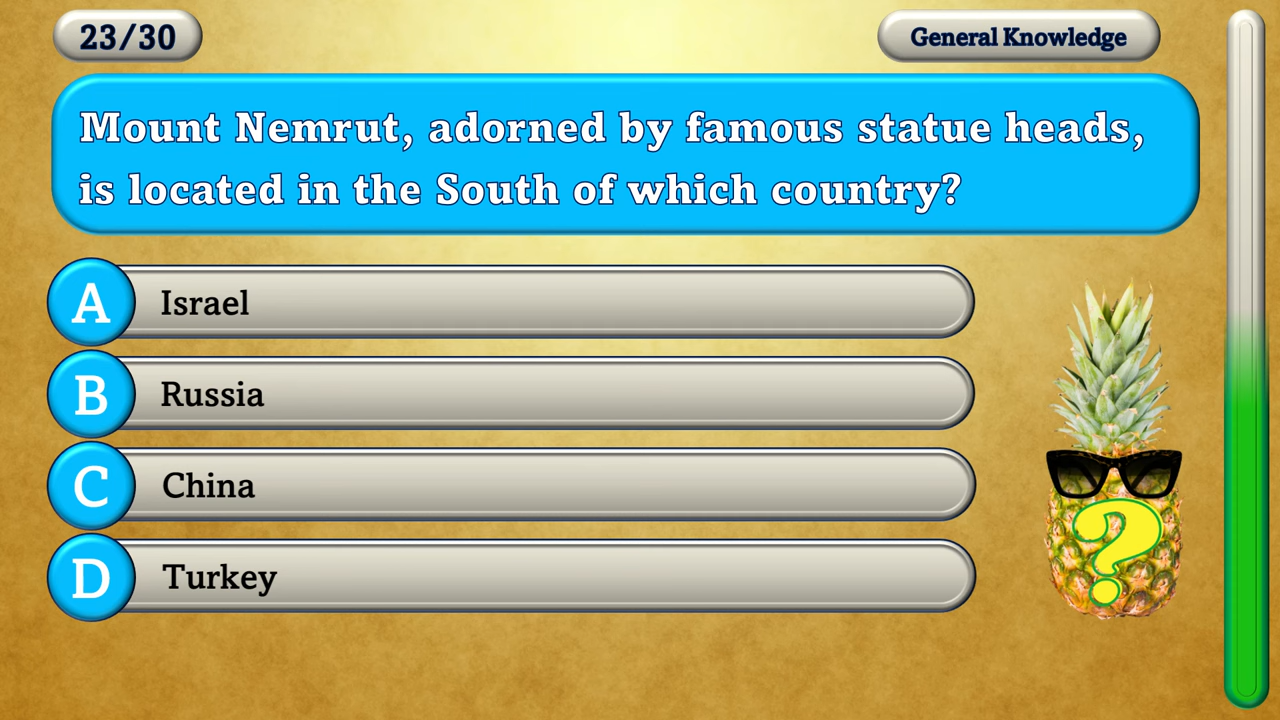 23/30
General Knowledge
Mount Nemrut, adorned by famous statue heads,
is located in the South of which country?
A Israel
B Russia
C China
D Turkey
?